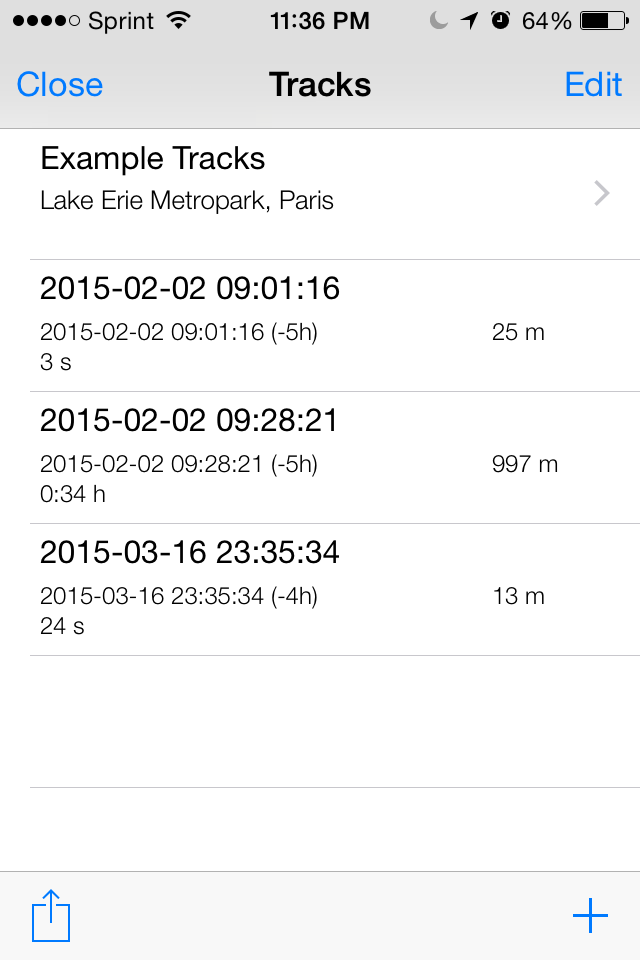 Sprint 11:36 PM 64%
Close Tracks Edit
Example Tracks
Lake Erie Metropark, Paris
2015-02-02 09:01:16
2015-02-02 09:01:16 (-5h) 25 m
3 s
2015-02-02 09:28:21
2015-02-02 09:28:21 (-5h) 997 m
0:34 h
2015-03-16 23:35:34
2015-03-16 23:35:34 (-4h) 13 m
24 s